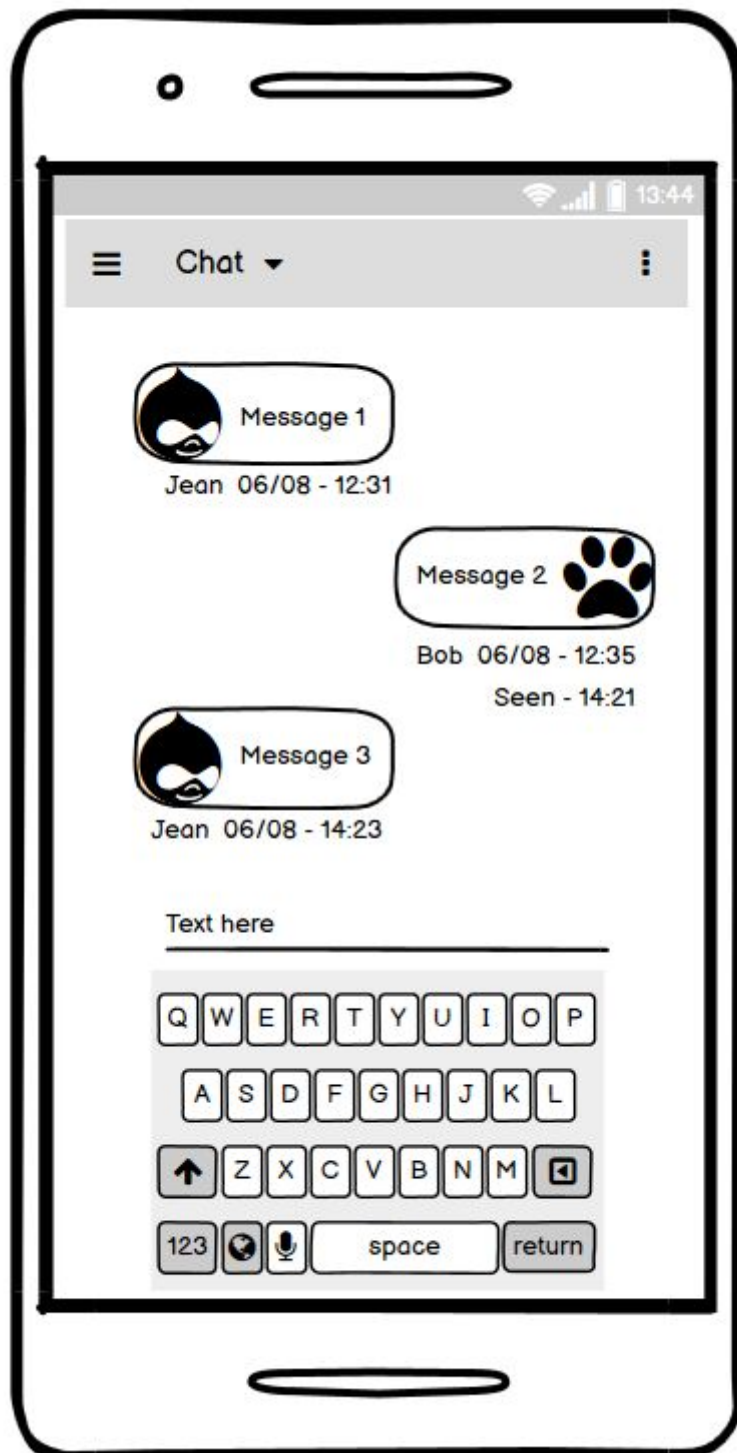 13:44
Chat
Message 1
Jean 06/08 - 12:31
Message 2
Bob 06/08 - 12:35
Seen - 14:21
Message 3
Jean 06/08 - 14:23
Text here
Q W E R T Y U I O P
A S D F G H J K L
Z X C V B N M
123 space return